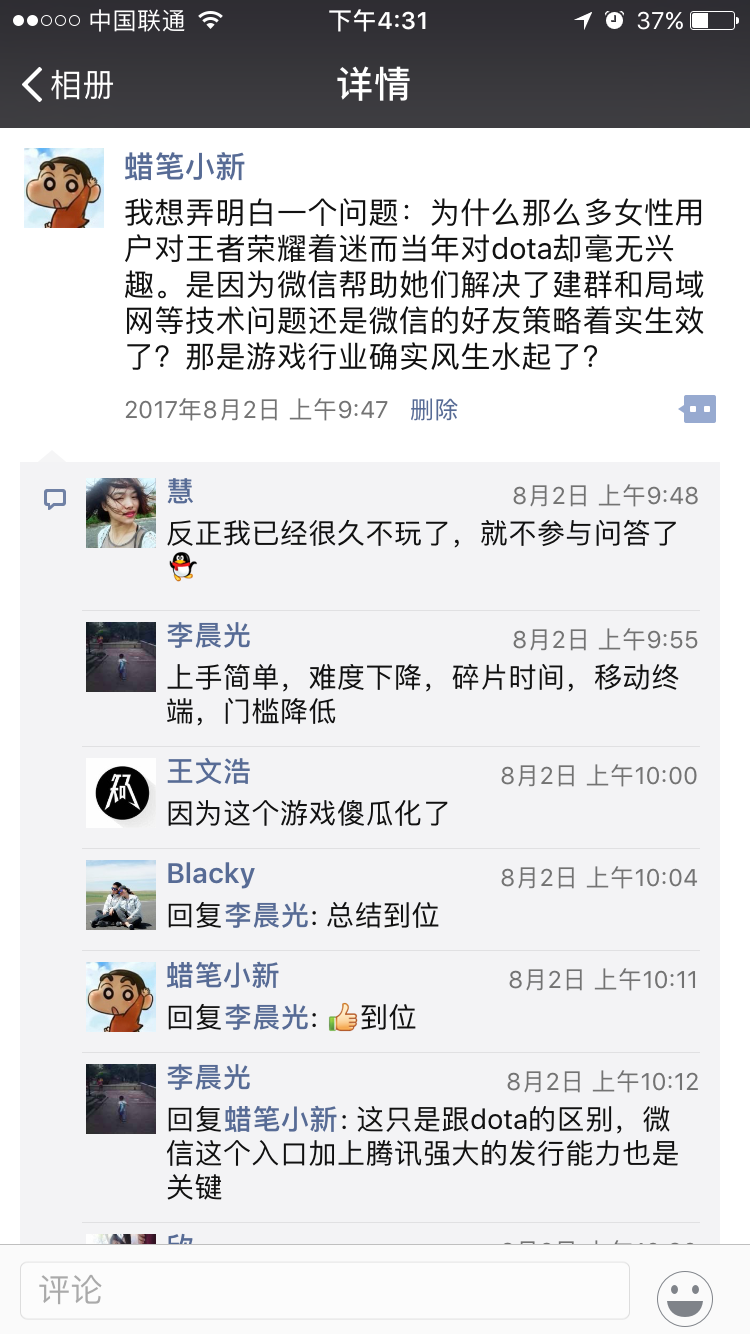 中国联通
下午4:31
37%
相册
详情
蜡笔小新
我想弄明白一个问题：为什么那么多女性用
户对王者荣耀着迷而当年对dota却毫无兴
趣。是因为微信帮助她们解决了建群和局域
网等技术问题还是微信的好友策略着实生效
了？那是游戏行业确实风生水起了？
2017年8月2日 上午9:47 删除
慧
8月2日 上午9:48
反正我已经很久不玩了，就不参与问答了
李晨光
8月2日 上午9:55
上手简单，难度下降，碎片时间，移动终
端，门槛降低
王文浩
8月2日 上午10:00
因为这个游戏傻瓜化了
Blacky
8月2日 上午10:04
回复李晨光: 总结到位
蜡笔小新
8月2日 上午10:11
回复李晨光: 到位
李晨光
8月2日 上午10:12
回复蜡笔小新: 这只是跟dota的区别，微
信这个入口加上腾讯强大的发行能力也是
关键
评论